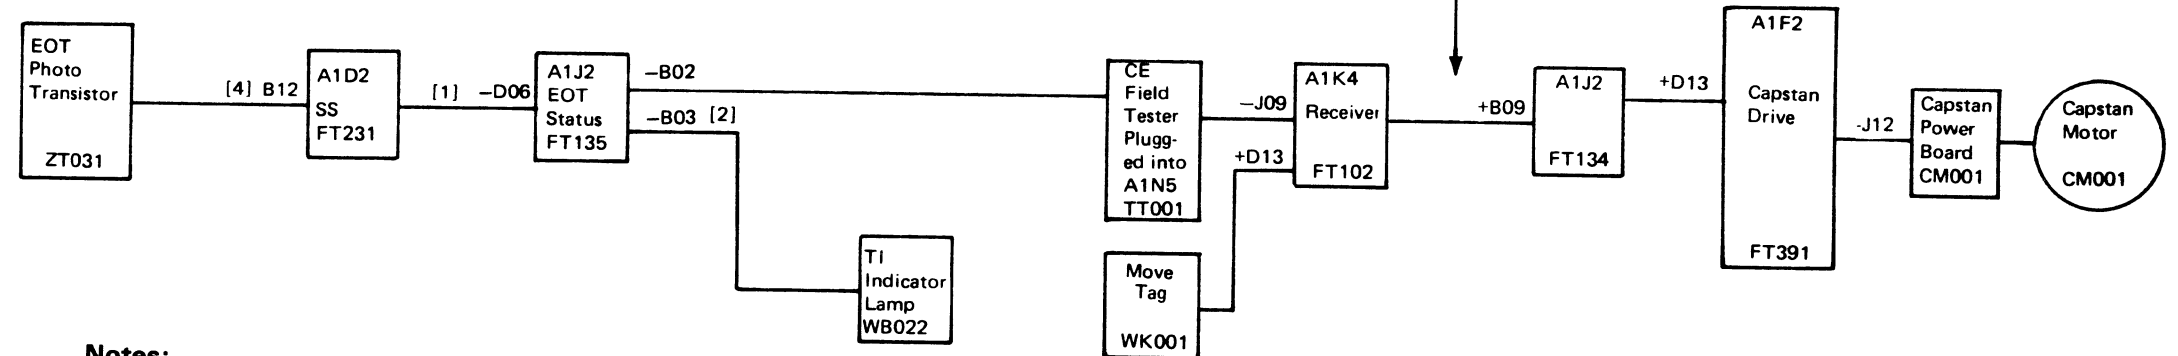 EOT
Photo
Transistor
ZT031
[4] B12
A1D2
SS
FT231
[1] –D06
A1J2
EOT
Status
FT135
–B02
–B03 [2]
TI
Indicator
Lamp
WB022
CE
Field
Tester
Plugg-
ed into
A1N5
TT001
Move
Tag
WK001
–J09
+D13
A1K4
Receiver
FT102
+B09
A1J2
FT134
+D13
A1F2
Capstan
Drive
FT391
-J12
Capstan
Power
Board
CM001
Capstan
Motor
CM001
Notes: